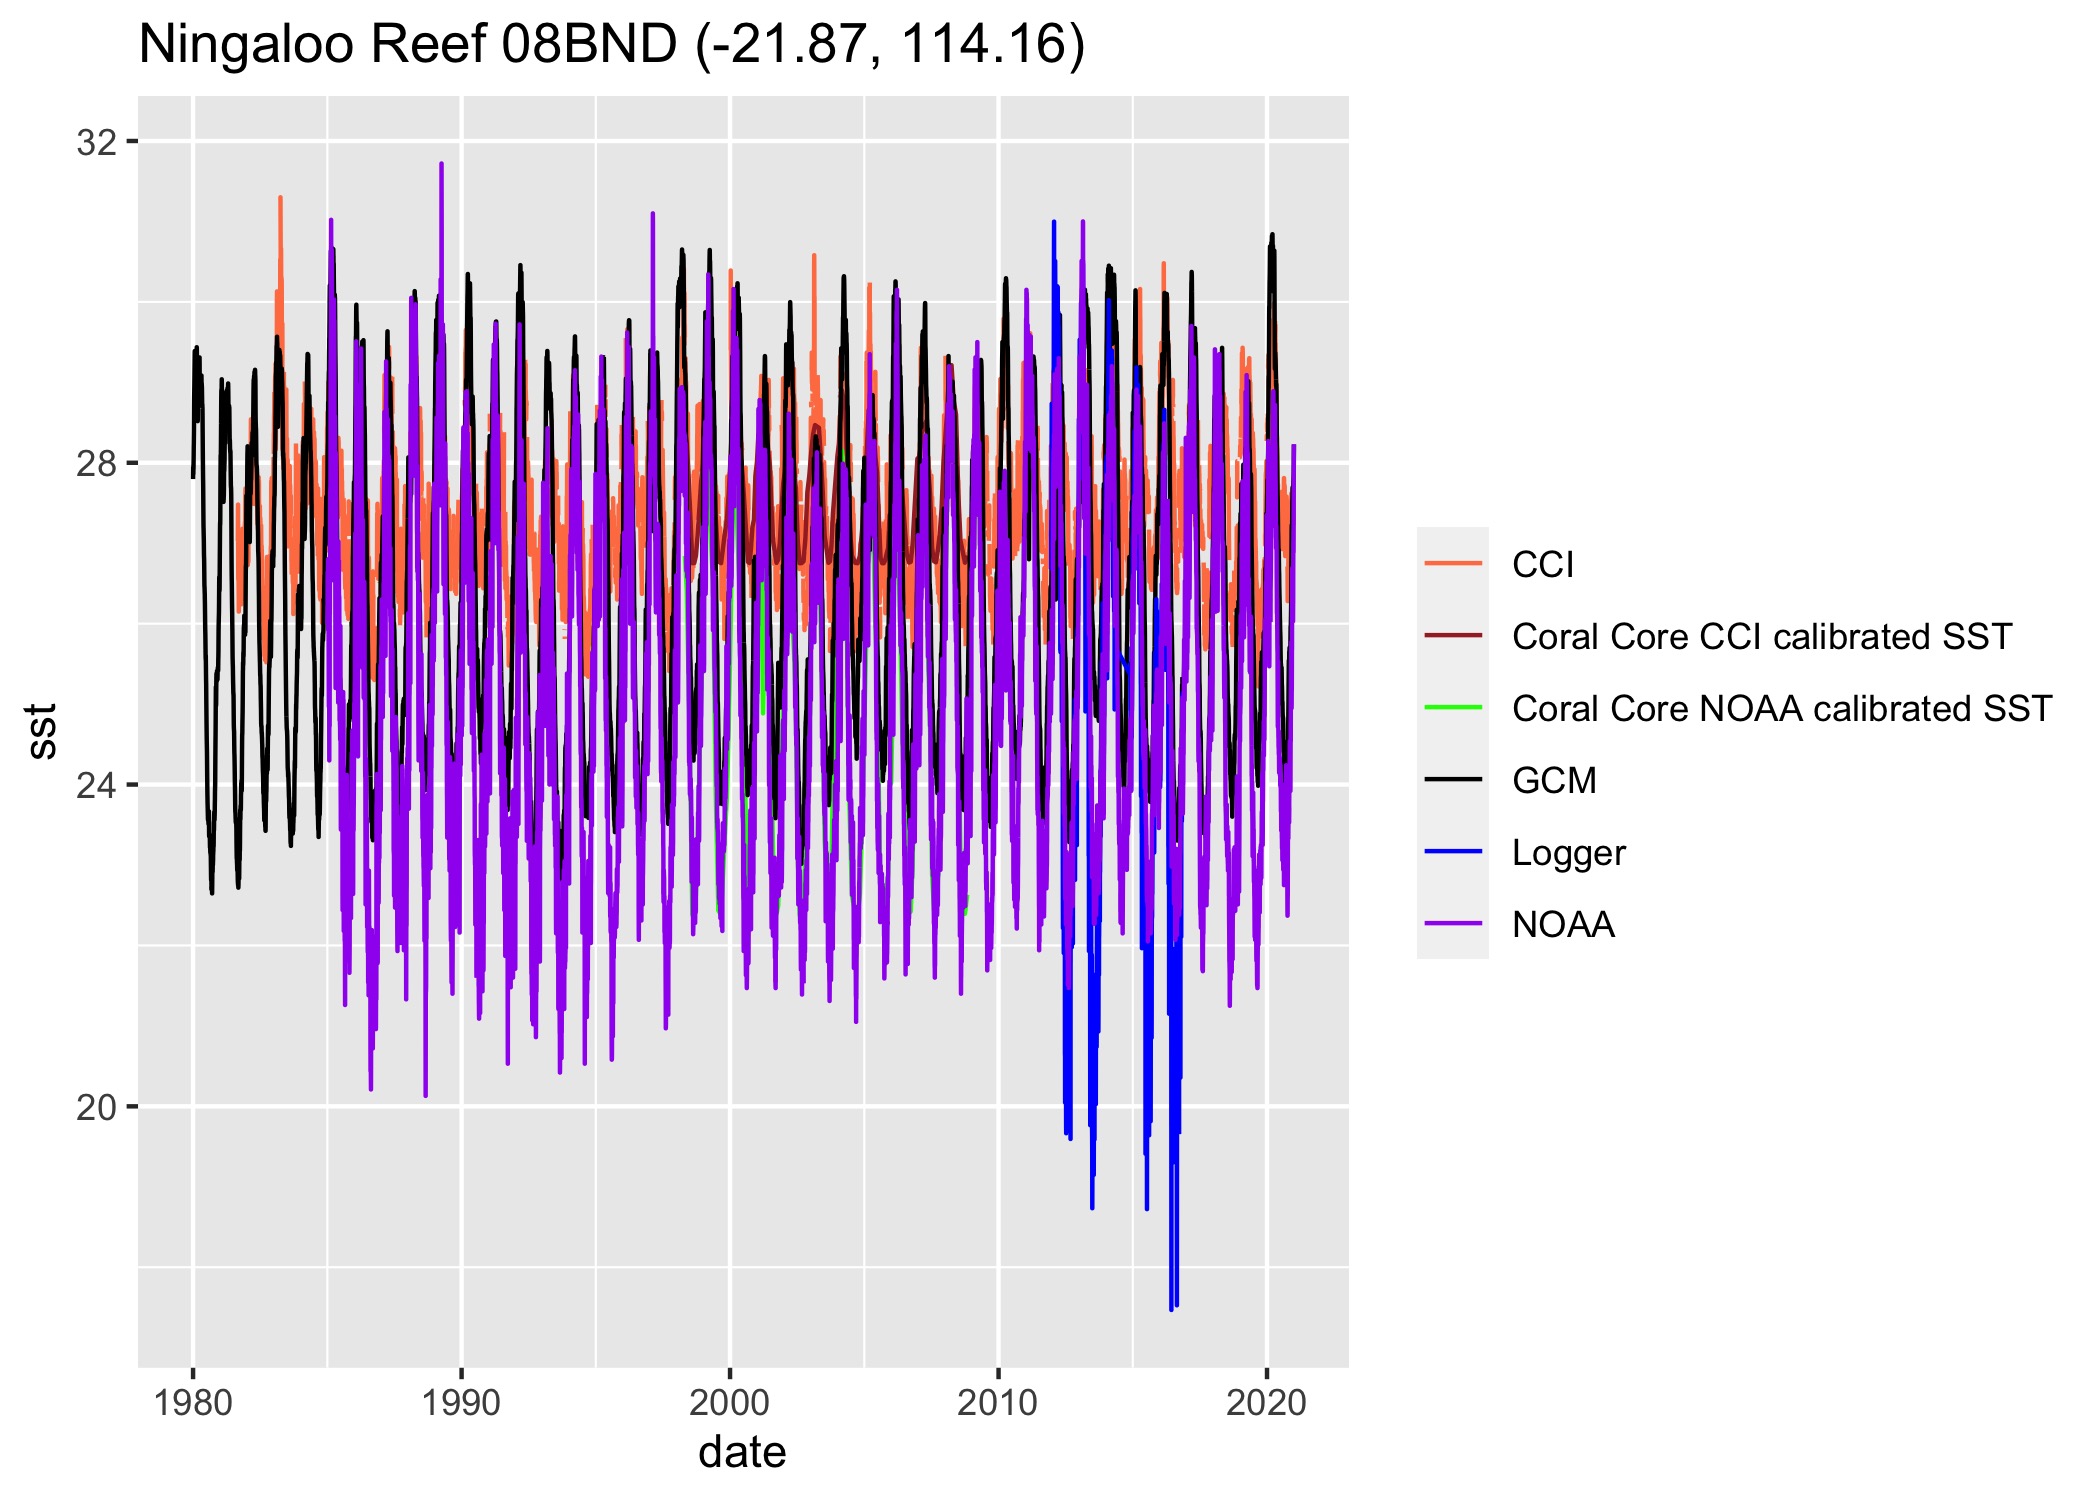 Ningaloo Reef 08BND (-21.87, 114.16)
32
28
24
20
sst
1980 1990 2000 2010 2020
date
CCI
Coral Core CCI calibrated SST
Coral Core NOAA calibrated SST
GCM
Logger
NOAA